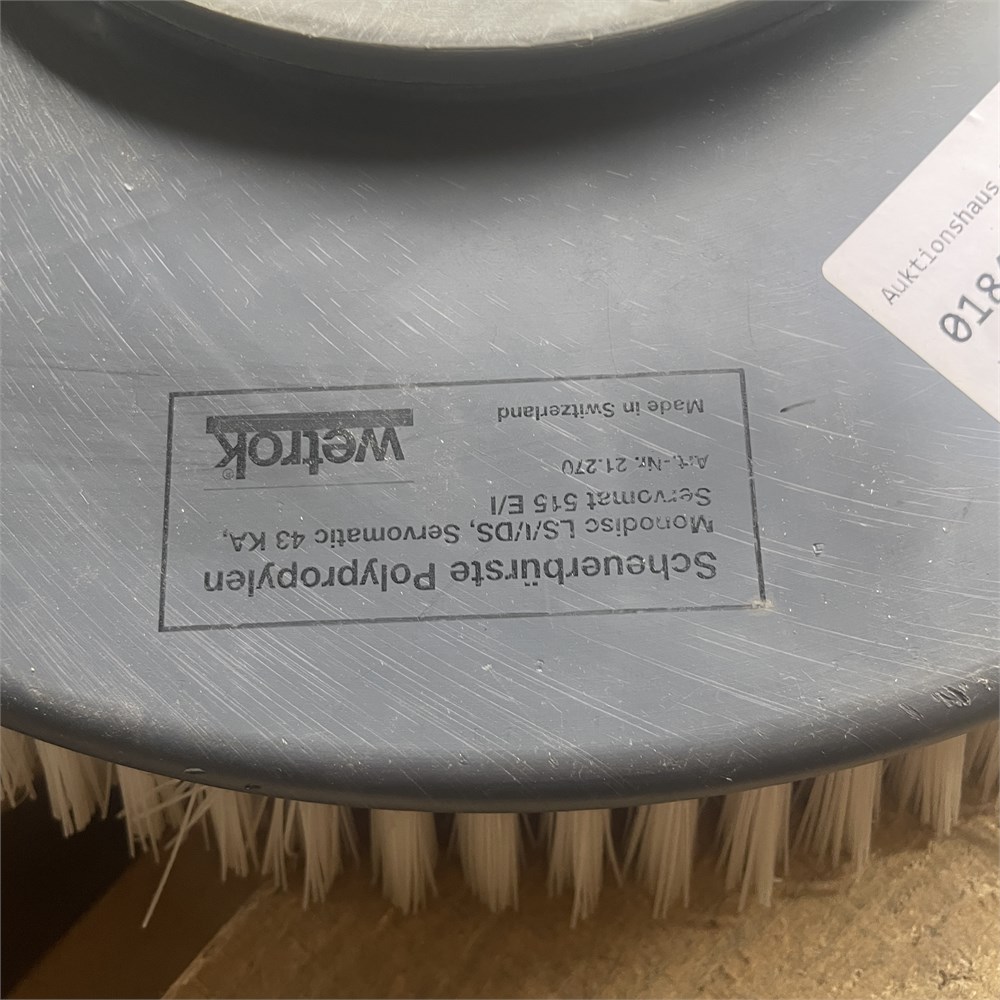 Scheuerbürste Polypropylen
Monodisc LS/I/DS, Servomatic 43 KA,
Servomat 515 E/I
Art.-Nr. 21.270
Made in Switzerland
wetrok®
Auktionshaus
018